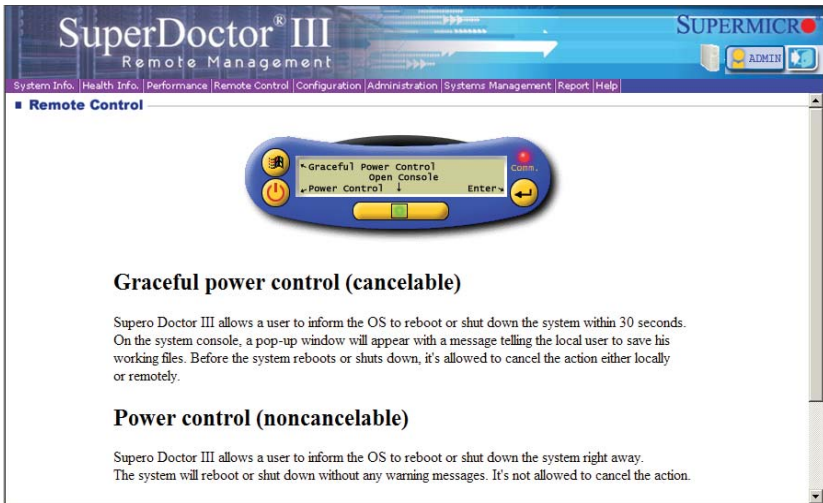 SuperDoctor® III
Remote Management
SUPERMICRO
ADMIN
System Info. Health Info. Performance Remote Control Configuration Administration Systems Management Report Help
Remote Control
Graceful Power Control
Open Console
Power Control ↓ Enter
Comm.
Graceful power control (cancelable)
Supero Doctor III allows a user to inform the OS to reboot or shut down the system within 30 seconds.
On the system console, a pop-up window will appear with a message telling the local user to save his
working files. Before the system reboots or shuts down, it's allowed to cancel the action either locally
or remotely.
Power control (noncancelable)
Supero Doctor III allows a user to inform the OS to reboot or shut down the system right away.
The system will reboot or shut down without any warning messages. It's not allowed to cancel the action.